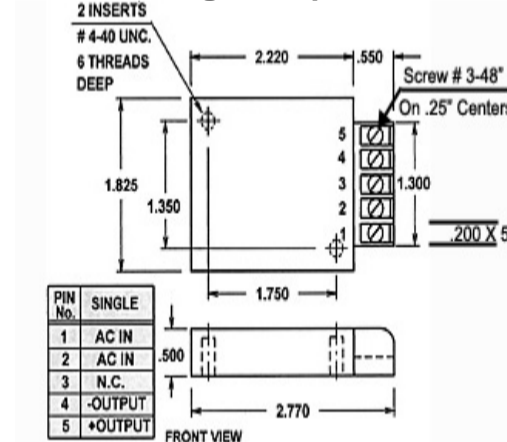 2 INSERTS
# 4-40 UNC.
6 THREADS
DEEP
2.220
.550
Screw # 3-48"
On .25" Centers
5
4
3
2
1
1.825
1.350
1.300
.200 X 5
1.750
PIN No. SINGLE
1 AC IN
2 AC IN
3 N.C.
4 -OUTPUT
5 +OUTPUT
.500
2.770
FRONT VIEW